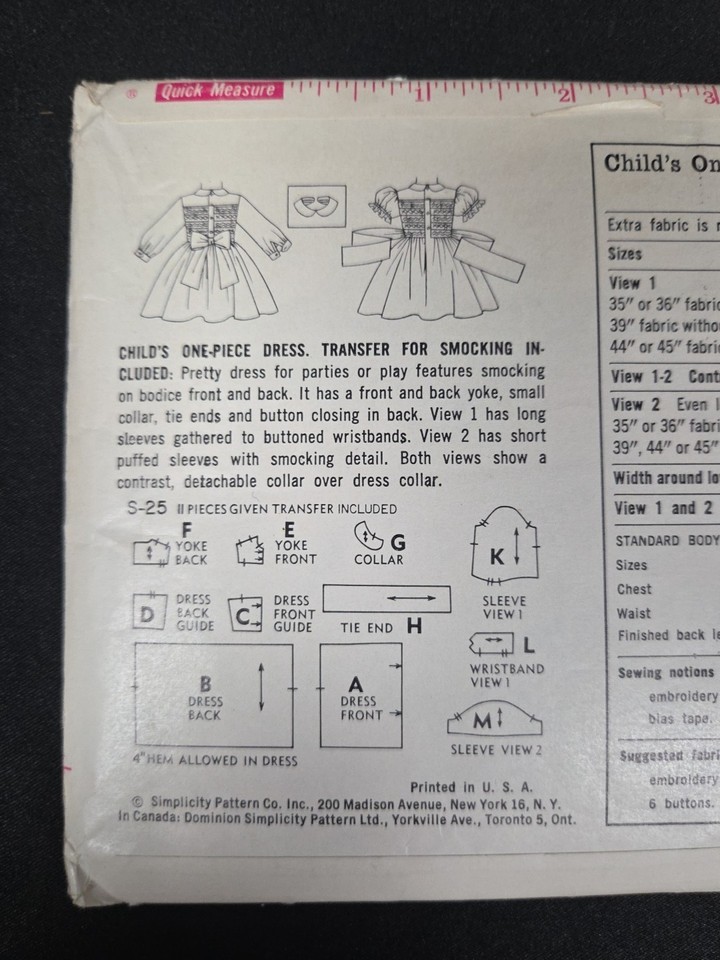 ® Quick Measure 1 2 3
CHILD'S ONE-PIECE DRESS. TRANSFER FOR SMOCKING IN-
CLUDED: Pretty dress for parties or play features smocking
on bodice front and back. It has a front and back yoke, small
collar, tie ends and button closing in back. View 1 has long
sleeves gathered to buttoned wristbands. View 2 has short
puffed sleeves with smocking detail. Both views show a
contrast, detachable collar over dress collar.
S-25 11 PIECES GIVEN TRANSFER INCLUDED
F
YOKE
BACK
E
YOKE
FRONT
G
COLLAR
K
SLEEVE
VIEW 1
D
DRESS
BACK
GUIDE
C
DRESS
FRONT
GUIDE
TIE END H
L
WRISTBAND
VIEW 1
B
DRESS
BACK
A
DRESS
FRONT
M
SLEEVE VIEW 2
4" HEM ALLOWED IN DRESS
Printed in U. S. A.
© Simplicity Pattern Co. Inc., 200 Madison Avenue, New York 16, N. Y.
In Canada: Dominion Simplicity Pattern Ltd., Yorkville Ave., Toronto 5, Ont.
Child's On
Extra fabric is
Sizes
View 1
35" or 36" fabric
39" fabric witho
44" or 45" fabri
View 1-2 Cont
View 2 Even
35" or 36" fabri
39", 44" or 45"
Width around lo
View 1 and 2
STANDARD BODY
Sizes
Chest
Waist
Finished back le
Sewing notions
embroidery
bias tape.
Suggested fabri
embroidery
6 buttons.